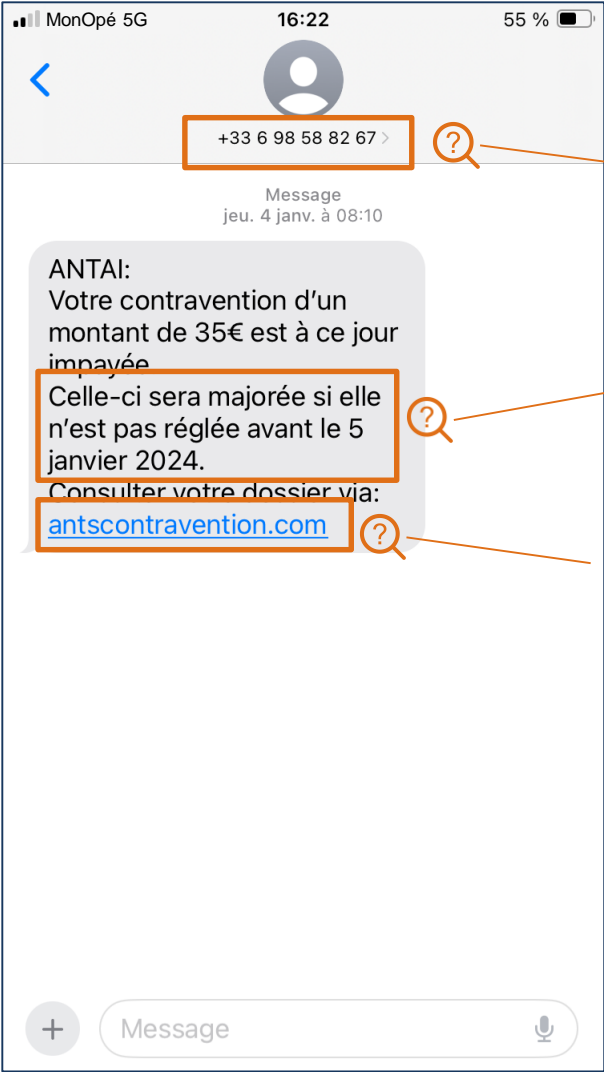 MonOpé 5G 16:22 55 %
+33 6 98 58 82 67
?
Message
jeu. 4 janv. à 08:10
ANTAI:
Votre contravention d’un
montant de 35€ est à ce jour
impayée
Celle-ci sera majorée si elle
?
n’est pas réglée avant le 5
janvier 2024.
Consulter votre dossier via:
antscontravention.com
?
Message